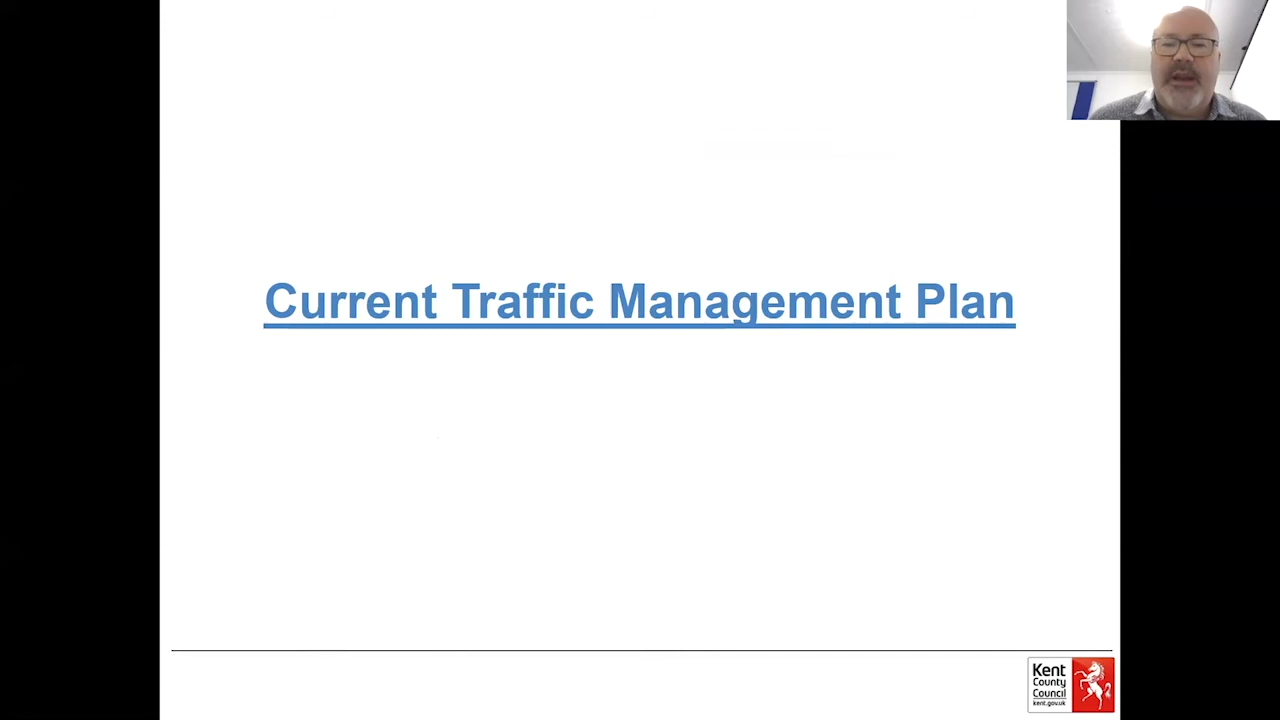 Current Traffic Management Plan
Kent
County
Council
kent.gov.uk